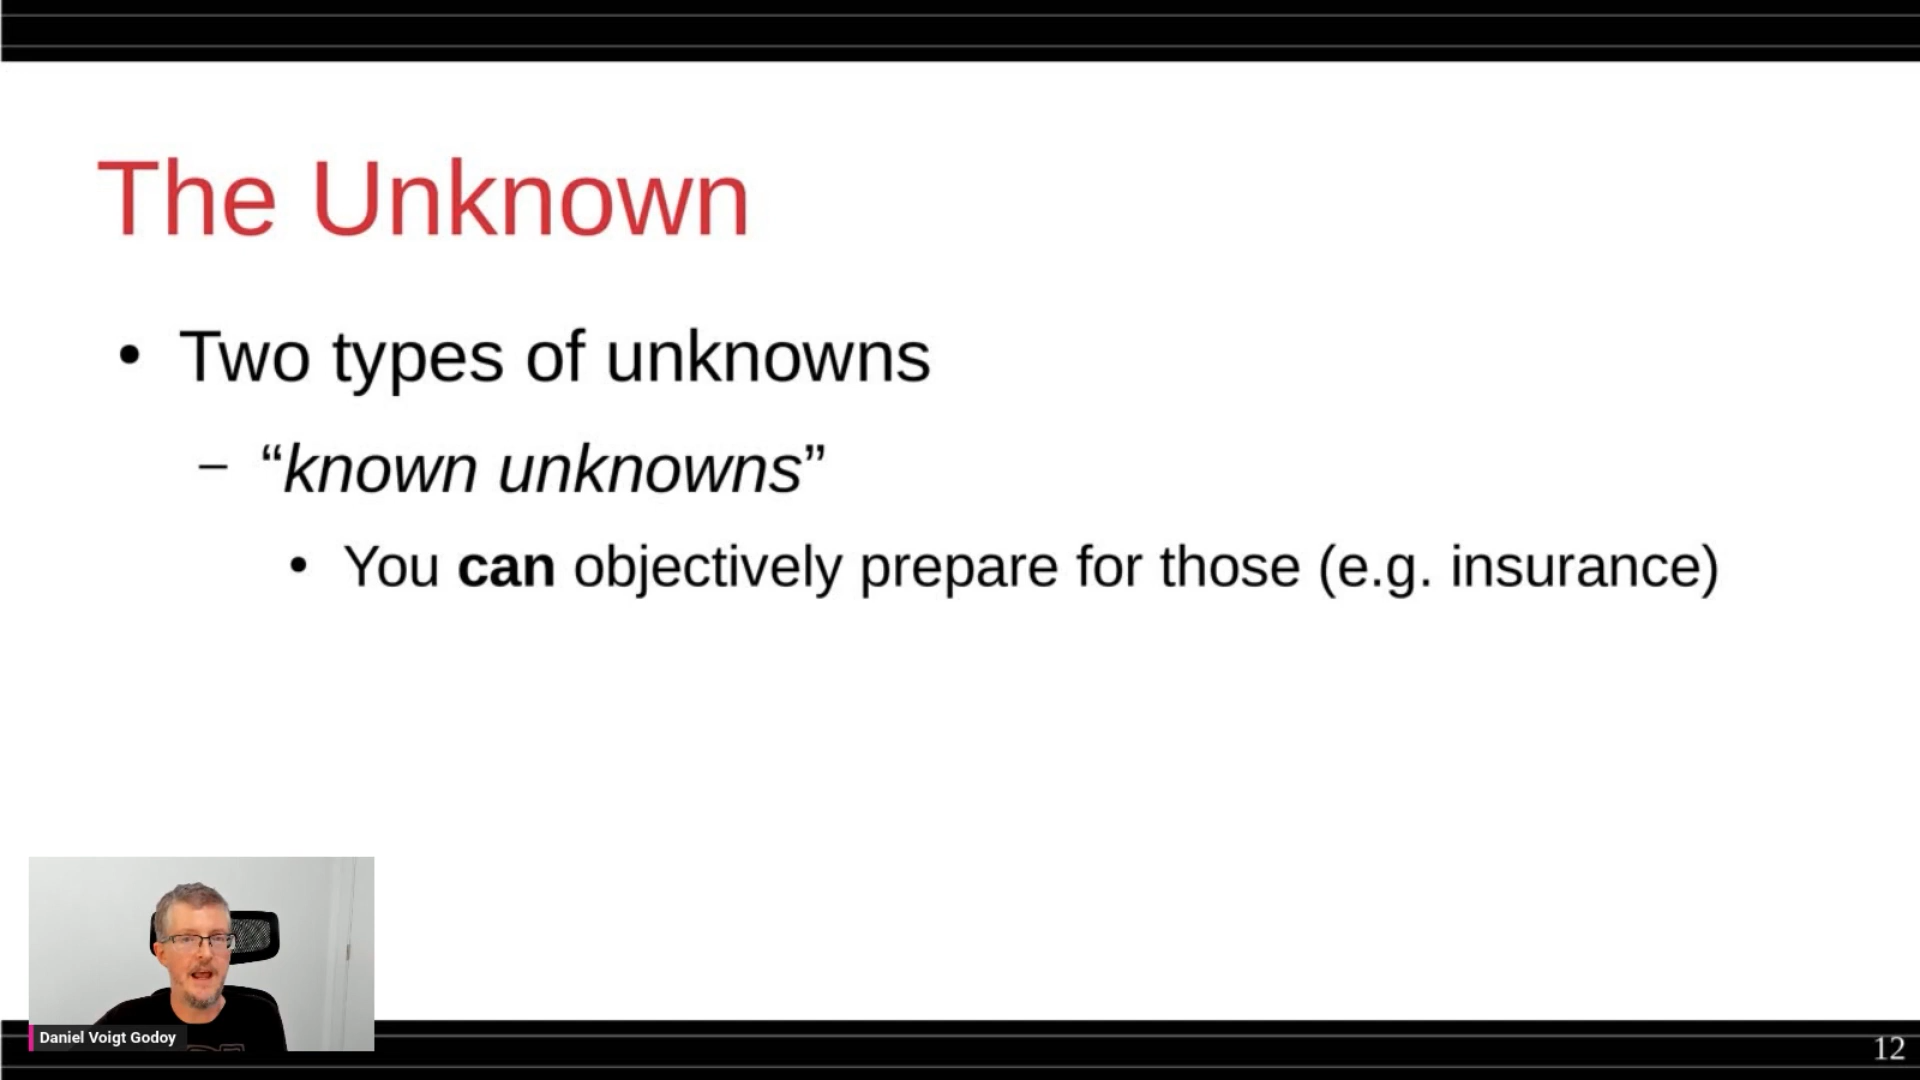 The Unknown
• Two types of unknowns
– “known unknowns”
• You can objectively prepare for those (e.g. insurance)
Daniel Voigt Godoy
12